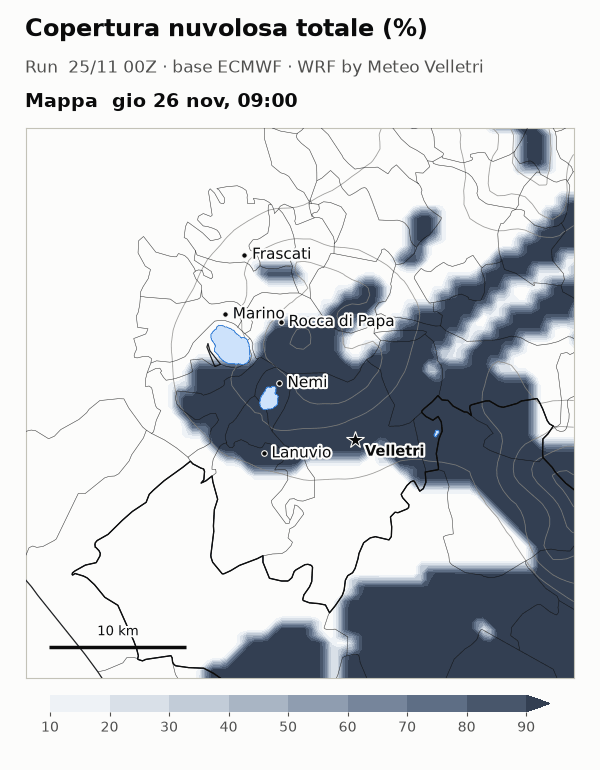 Copertura nuvolosa totale (%)
Run  25/11 00Z · base ECMWF · WRF by Meteo Velletri
Mappa  gio 26 nov, 09:00
Frascati
Marino
Rocca di Papa
Nemi
Velletri
Lanuvio
10 km
10 20 30 40 50 60 70 80 90